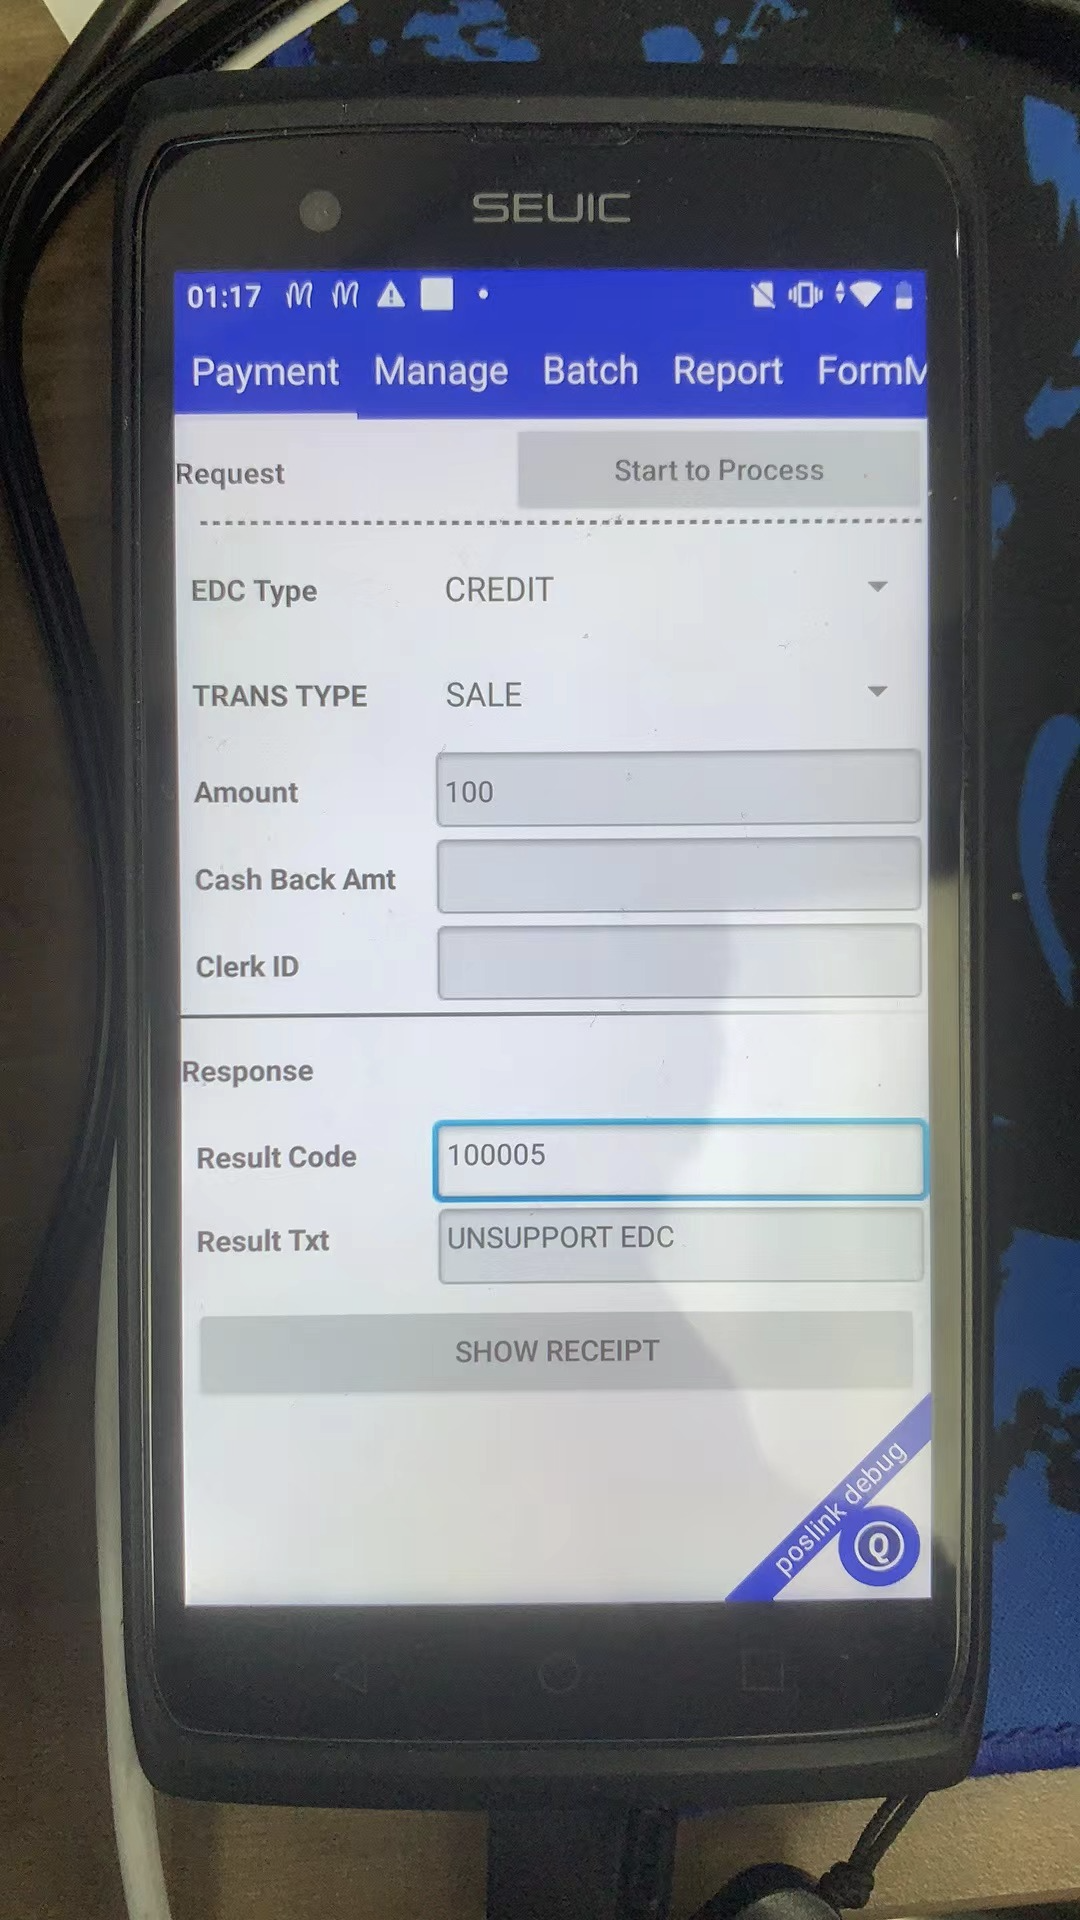 SEUIC
01:17
Payment Manage Batch Report FormM
Request
Start to Process
EDC Type CREDIT
TRANS TYPE SALE
Amount 100
Cash Back Amt
Clerk ID
Response
Result Code 100005
Result Txt UNSUPPORT EDC
SHOW RECEIPT
poslink debug